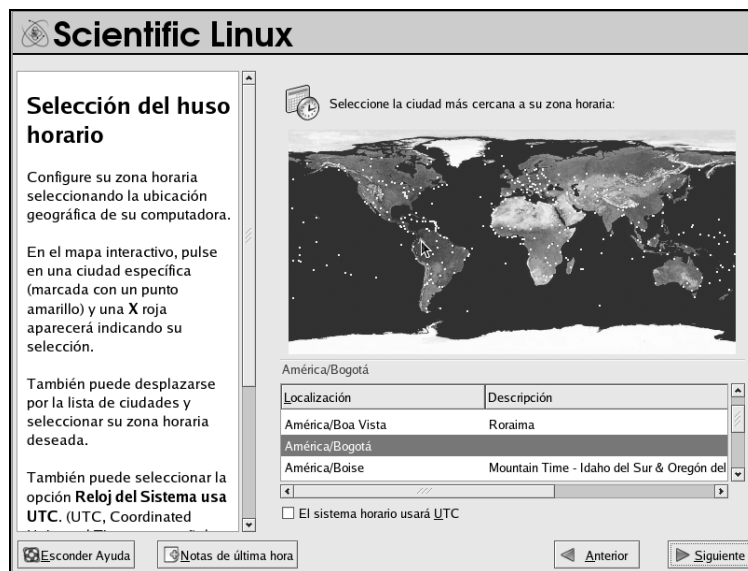 Scientific Linux
Selección del huso
horario
Configure su zona horaria
seleccionando la ubicación
geográfica de su computadora.
En el mapa interactivo, pulse
en una ciudad específica
(marcada con un punto
amarillo) y una X roja
aparecerá indicando su
selección.
También puede desplazarse
por la lista de ciudades y
seleccionar su zona horaria
deseada.
También puede seleccionar la
opción Reloj del Sistema usa
UTC. (UTC, Coordinated
Seleccione la ciudad más cercana a su zona horaria:
América/Bogotá
Localización Descripción
América/Boa Vista Roraima
América/Bogotá
América/Boise Mountain Time - Idaho del Sur & Oregón del
El sistema horario usará UTC
Esconder Ayuda Notas de última hora Anterior Siguiente